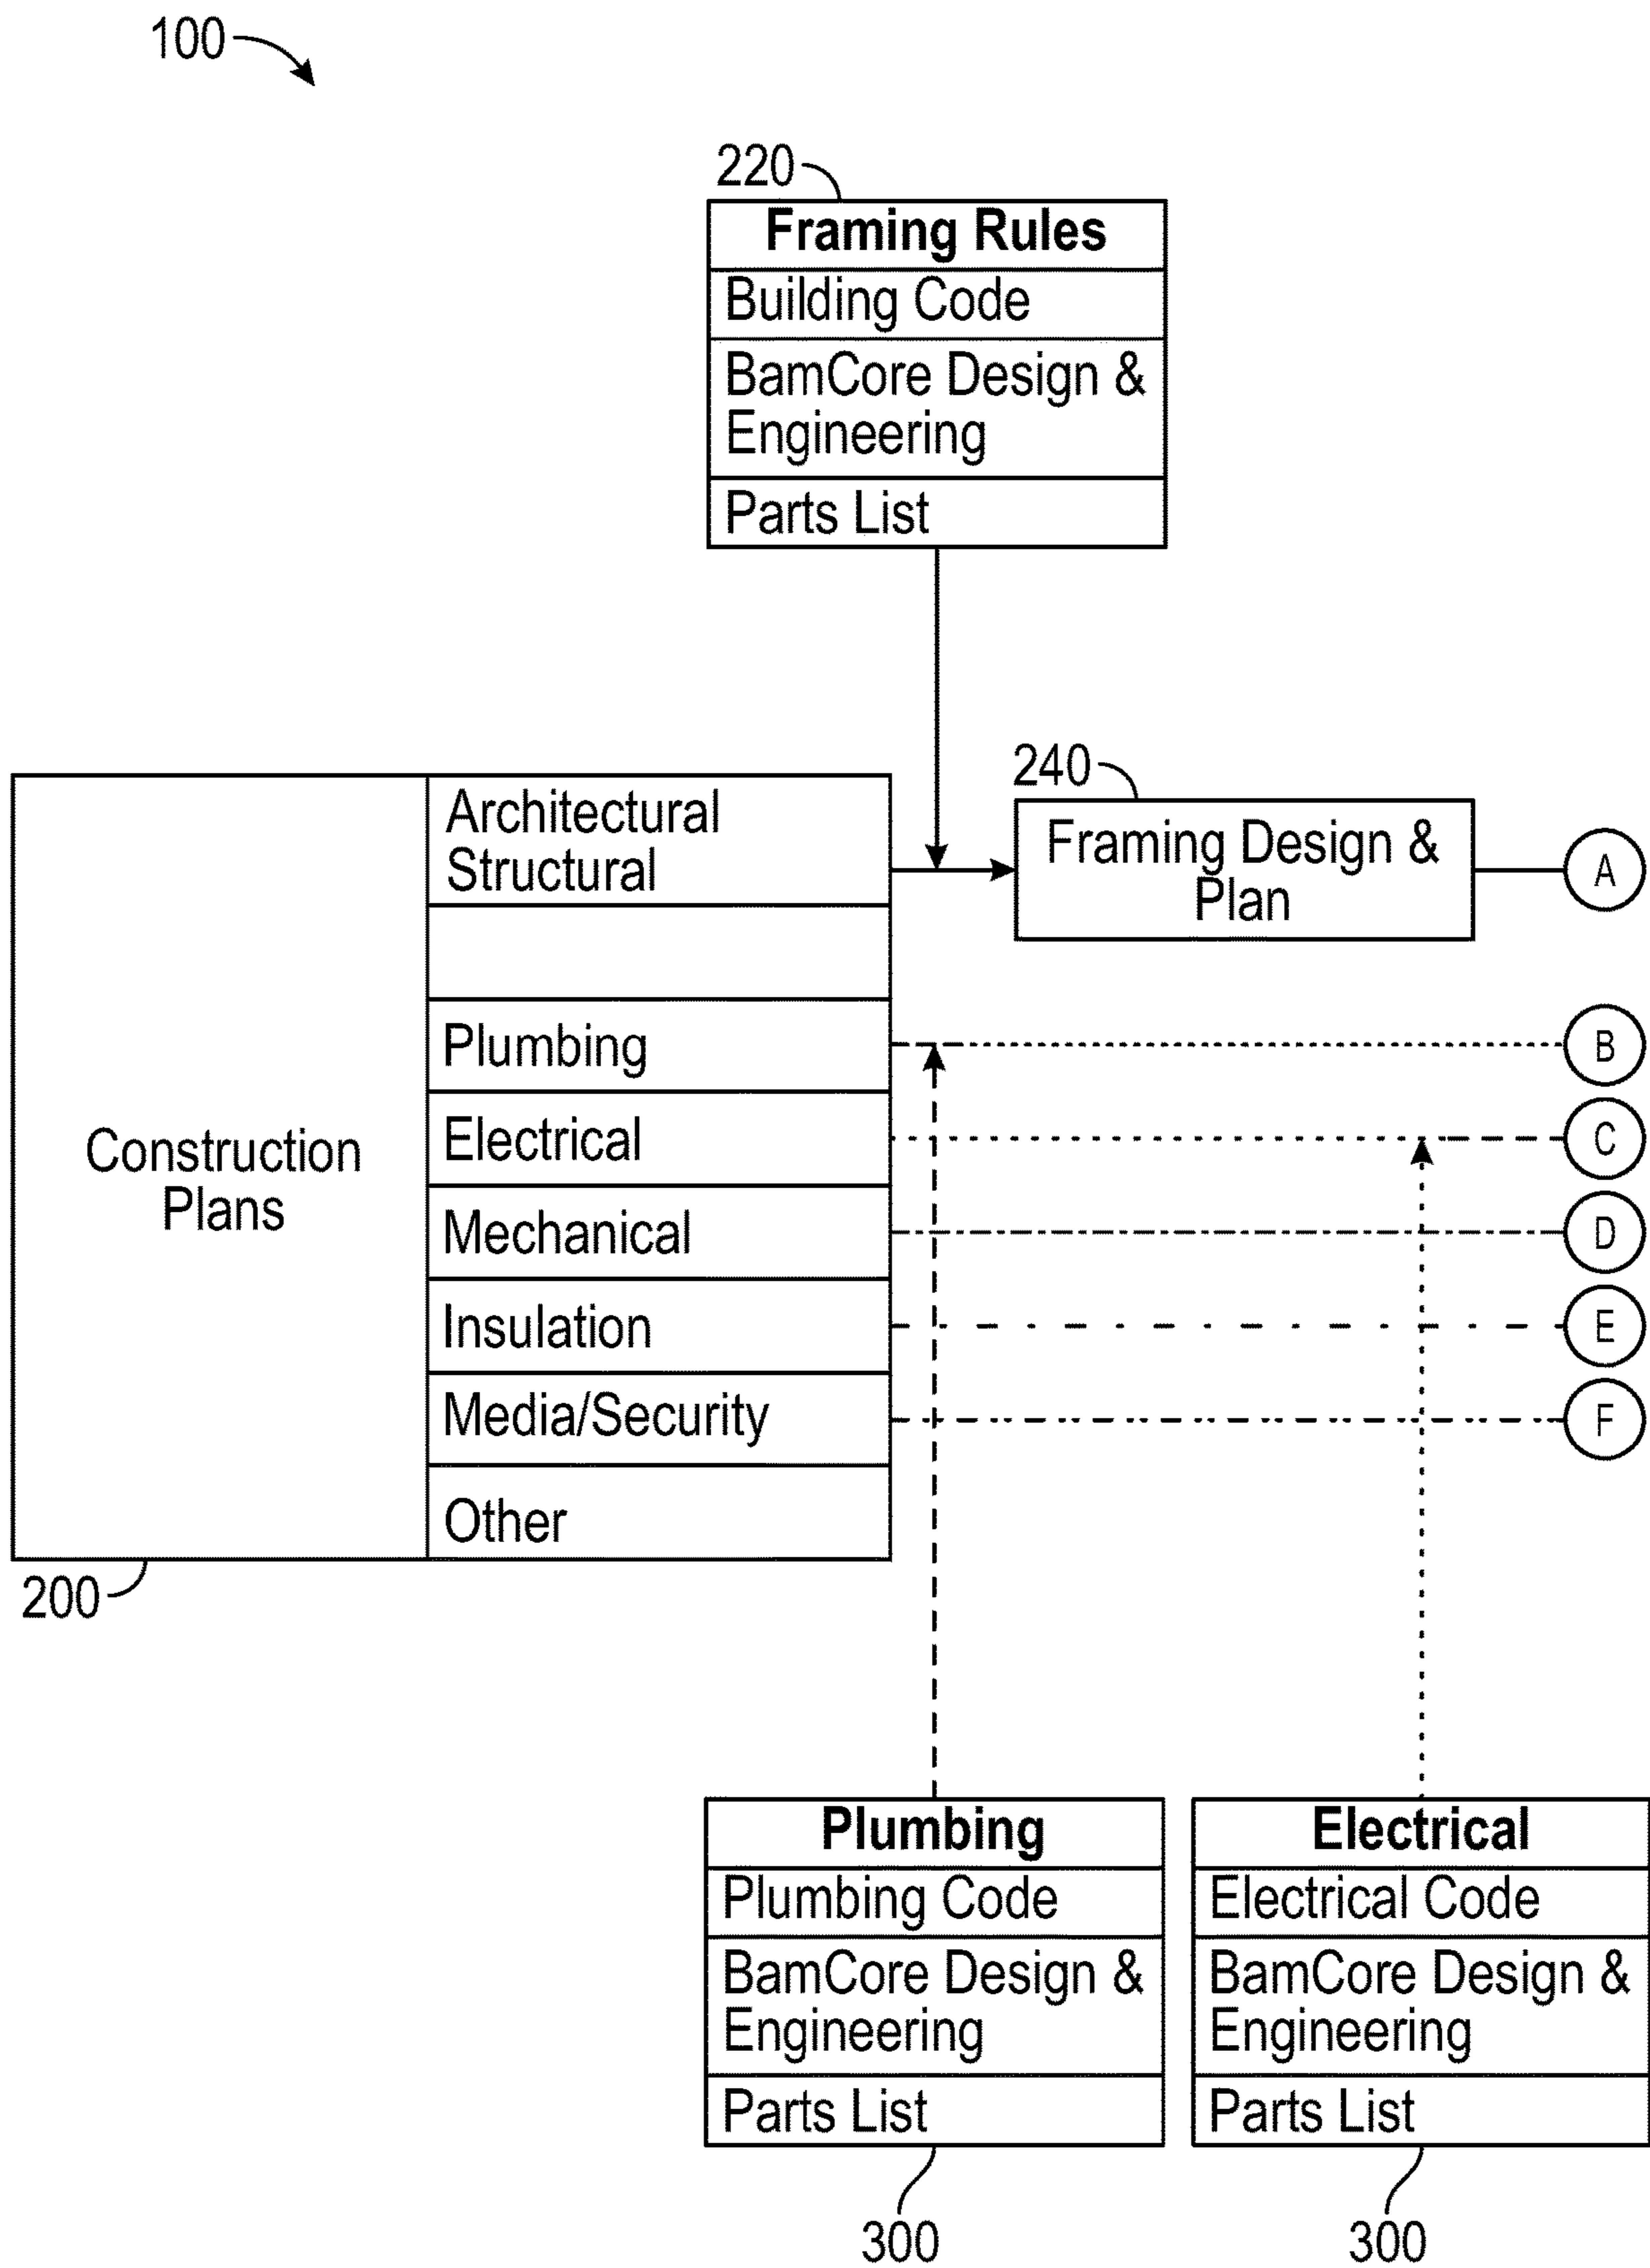 100
220
Framing Rules
Building Code
BamCore Design &
Engineering
Parts List
240
Framing Design &
Plan
A
Construction
Plans
Architectural
Structural
Plumbing
Electrical
Mechanical
Insulation
Media/Security
Other
B
C
D
E
F
200
Plumbing
Plumbing Code
BamCore Design &
Engineering
Parts List
300
Electrical
Electrical Code
BamCore Design &
Engineering
Parts List
300